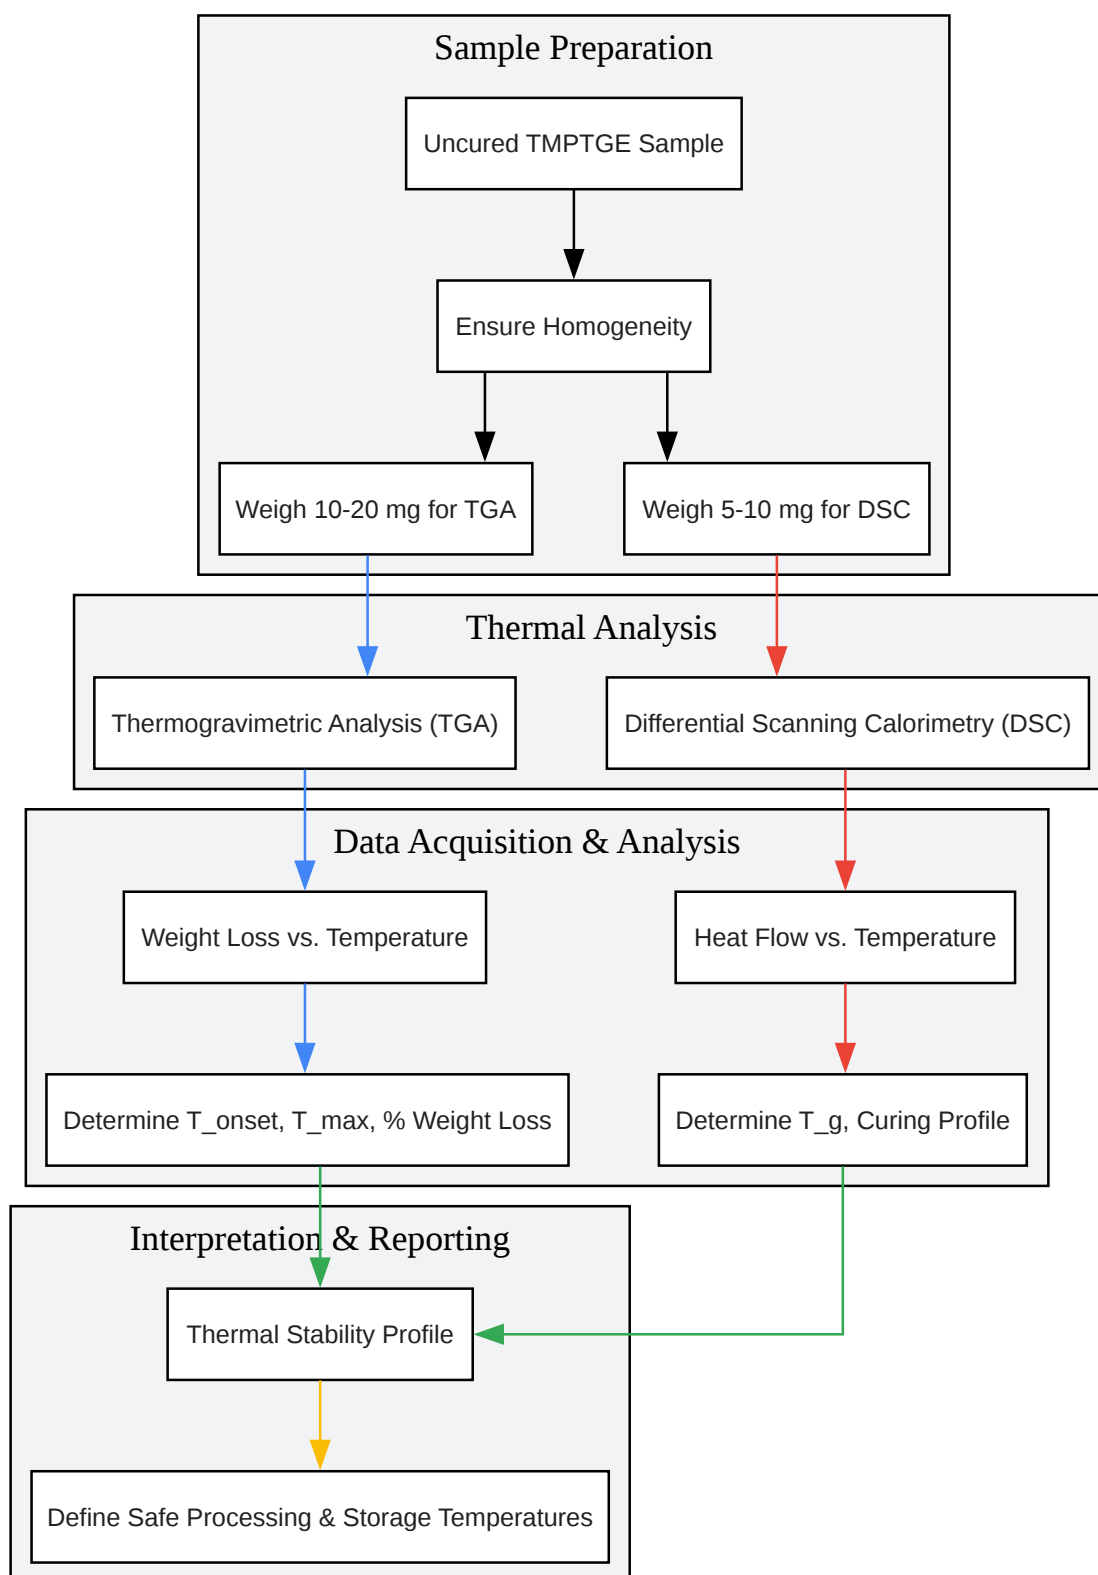 Sample Preparation
Uncured TMPTGE Sample
Ensure Homogeneity
Weigh 10-20 mg for TGA
Weigh 5-10 mg for DSC
Thermal Analysis
Thermogravimetric Analysis (TGA)
Differential Scanning Calorimetry (DSC)
Data Acquisition & Analysis
Weight Loss vs. Temperature
Heat Flow vs. Temperature
Determine T_onset, T_max, % Weight Loss
Determine T_g, Curing Profile
Interpretation & Reporting
Thermal Stability Profile
Define Safe Processing & Storage Temperatures